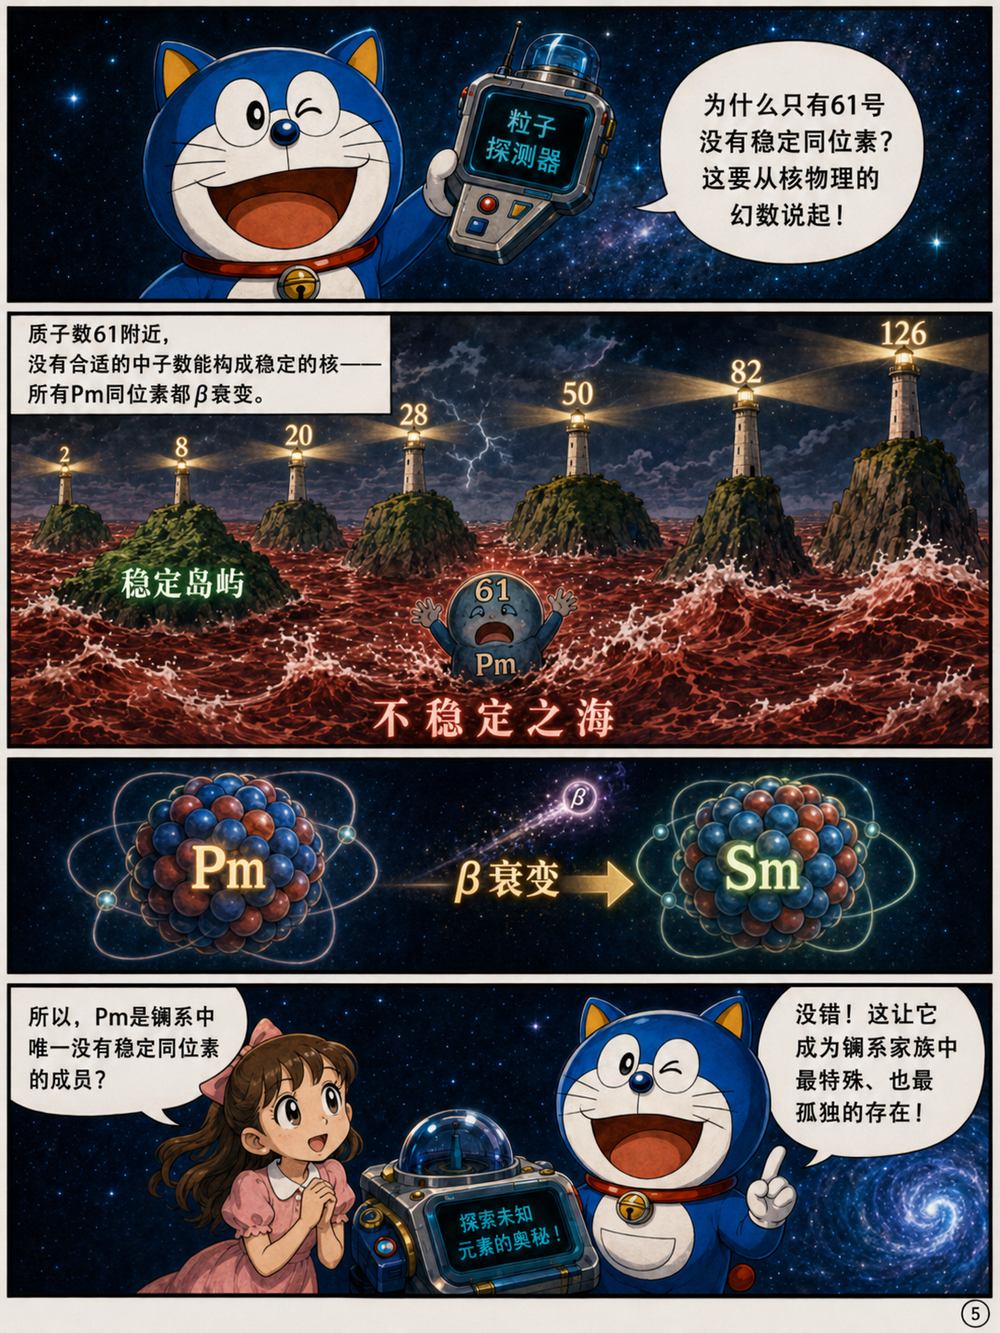 粒子
探测器
为什么只有61号
没有稳定同位素？
这要从核物理的
幻数说起！
质子数61附近，
没有合适的中子数能构成稳定的核——
所有Pm同位素都β衰变。
2
8
20
28
50
82
126
稳定岛屿
61
Pm
不稳定之海
Pm
β
β衰变
Sm
所以，Pm是镧系中
唯一没有稳定同位素
的成员？
没错！这让它
成为镧系家族中
最特殊、也最
孤独的存在！
探索未知
元素的奥秘！
5